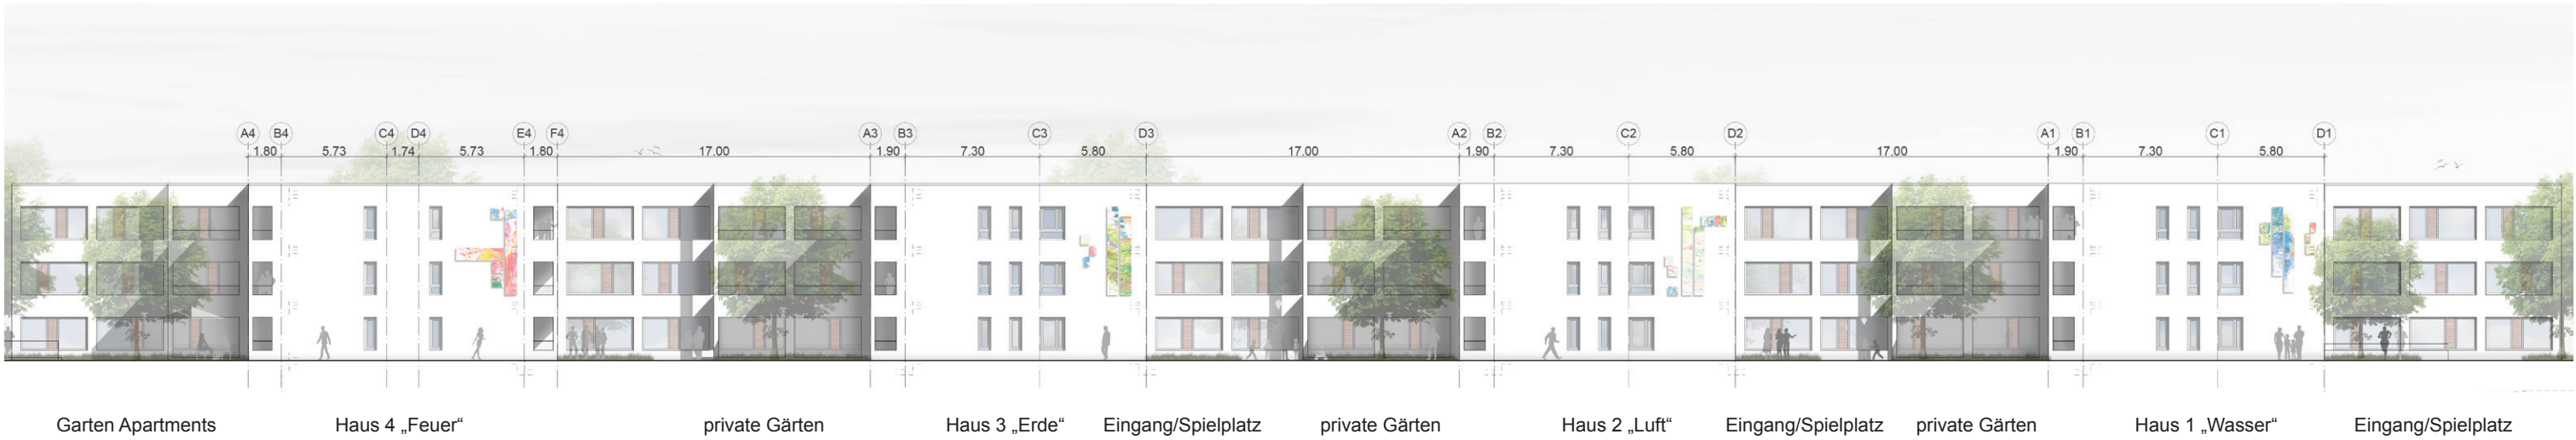 A4 B4 C4 D4 E4 F4 A3 B3 C3 D3 A2 B2 C2 D2 A1 B1 C1 D1
1.80 5.73 1.74 5.73 1.80 17.00 1.90 7.30 5.80 17.00 1.90 7.30 5.80 17.00 1.90 7.30 5.80
Garten Apartments Haus 4 „Feuer“ private Gärten Haus 3 „Erde“ Eingang/Spielplatz private Gärten Haus 2 „Luft“ Eingang/Spielplatz private Gärten Haus 1 „Wasser“ Eingang/Spielplatz